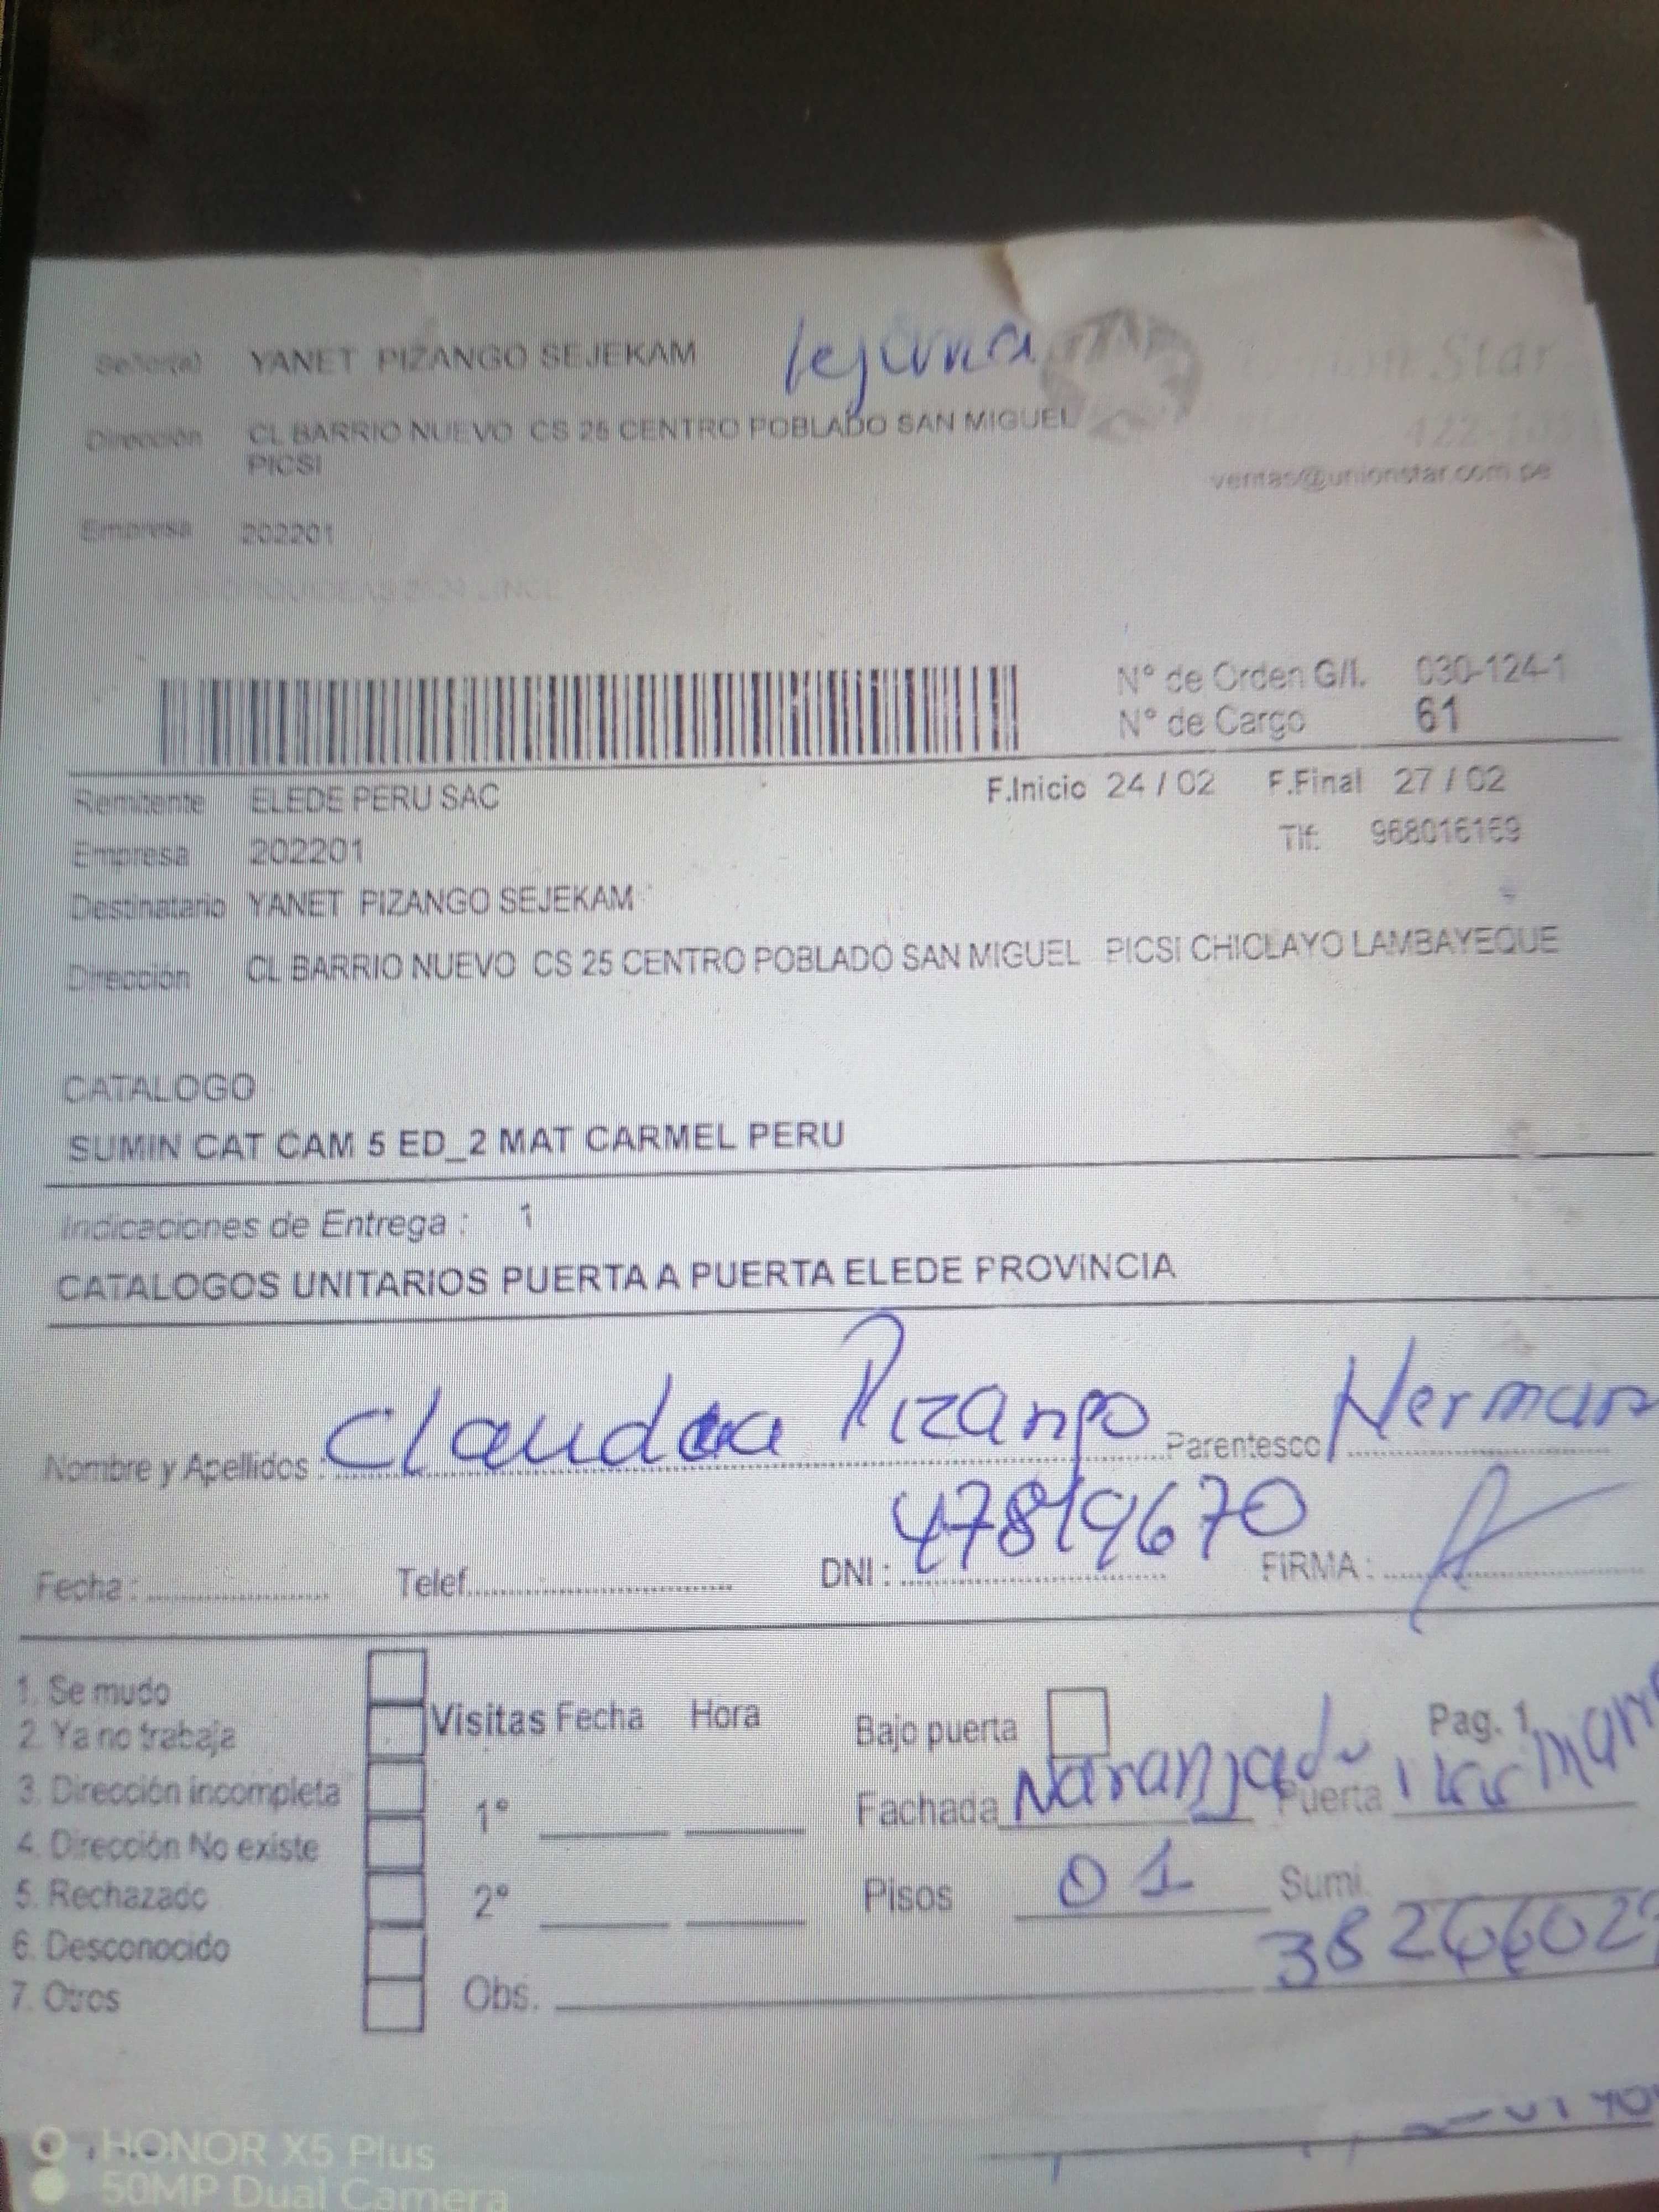 Señor(a) YANET PIZANGO SEJEKAM lejirna
Union Star
Dirección CL BARRIO NUEVO CS 25 CENTRO POBLADO SAN MIGUEL
PICSI
ventas@unionstar.com.pe
Empresa 202201
N° de Orden G/I. 030-124-1
N° de Cargo 61
Remitente ELEDE PERU SAC F.Inicio 24 / 02 F.Final 27 / 02
Empresa 202201 Tlf: 968016169
Destinatario YANET PIZANGO SEJEKAM
Dirección CL BARRIO NUEVO CS 25 CENTRO POBLADO SAN MIGUEL PICSI CHICLAYO LAMBAYEQUE
CATALOGO
SUMIN CAT CAM 5 ED_2 MAT CARMEL PERU
Indicaciones de Entrega : 1
CATALOGOS UNITARIOS PUERTA A PUERTA ELEDE PROVINCIA
Nombre y Apellidos : Claudia Pizango Parentesco Herman
Fecha : Telef. DNI : 47819670 FIRMA :
1. Se mudo
2. Ya no trabaja
3. Dirección incompleta
4. Dirección No existe
5. Rechazado
6. Desconocido
7. Otros
Visitas Fecha Hora
1°
2°
Obs.
Bajo puerta Pag. 1
Fachada Naranjado Puerta
Pisos 01 Sumi.
HONOR X5 Plus
50MP Dual Camera